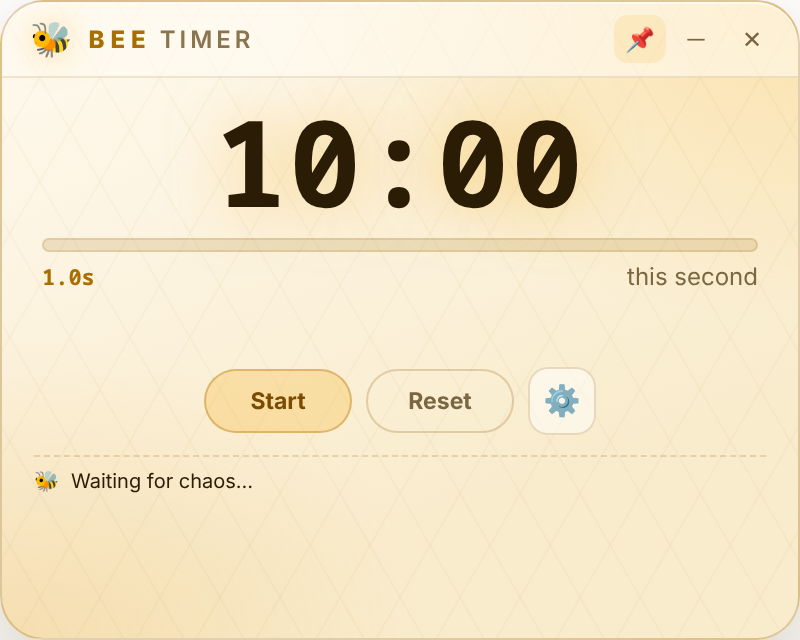 BEE TIMER
10:00
1.0s this second
Start Reset
Waiting for chaos...